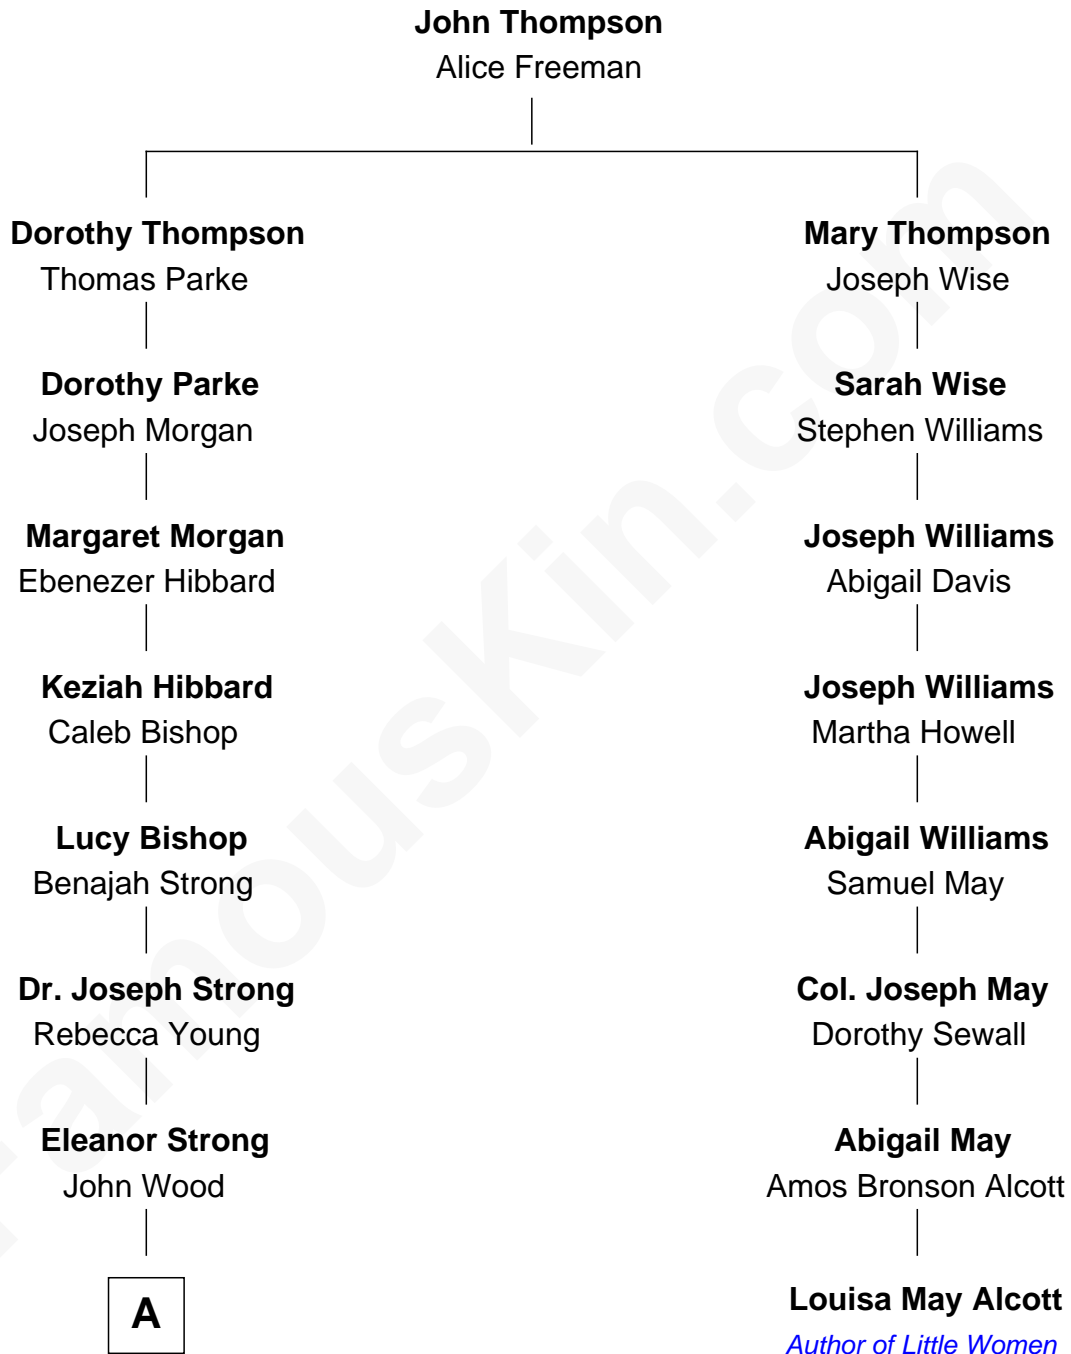 John Thompson
Alice Freeman
Dorothy Thompson
Thomas Parke
Mary Thompson
Joseph Wise
Dorothy Parke
Joseph Morgan
Sarah Wise
Stephen Williams
Margaret Morgan
Ebenezer Hibbard
Joseph Williams
Abigail Davis
Keziah Hibbard
Caleb Bishop
Joseph Williams
Martha Howell
Lucy Bishop
Benajah Strong
Abigail Williams
Samuel May
Dr. Joseph Strong
Rebecca Young
Col. Joseph May
Dorothy Sewall
Eleanor Strong
John Wood
Abigail May
Amos Bronson Alcott
A
Louisa May Alcott
Author of Little Women
FamousKin.com